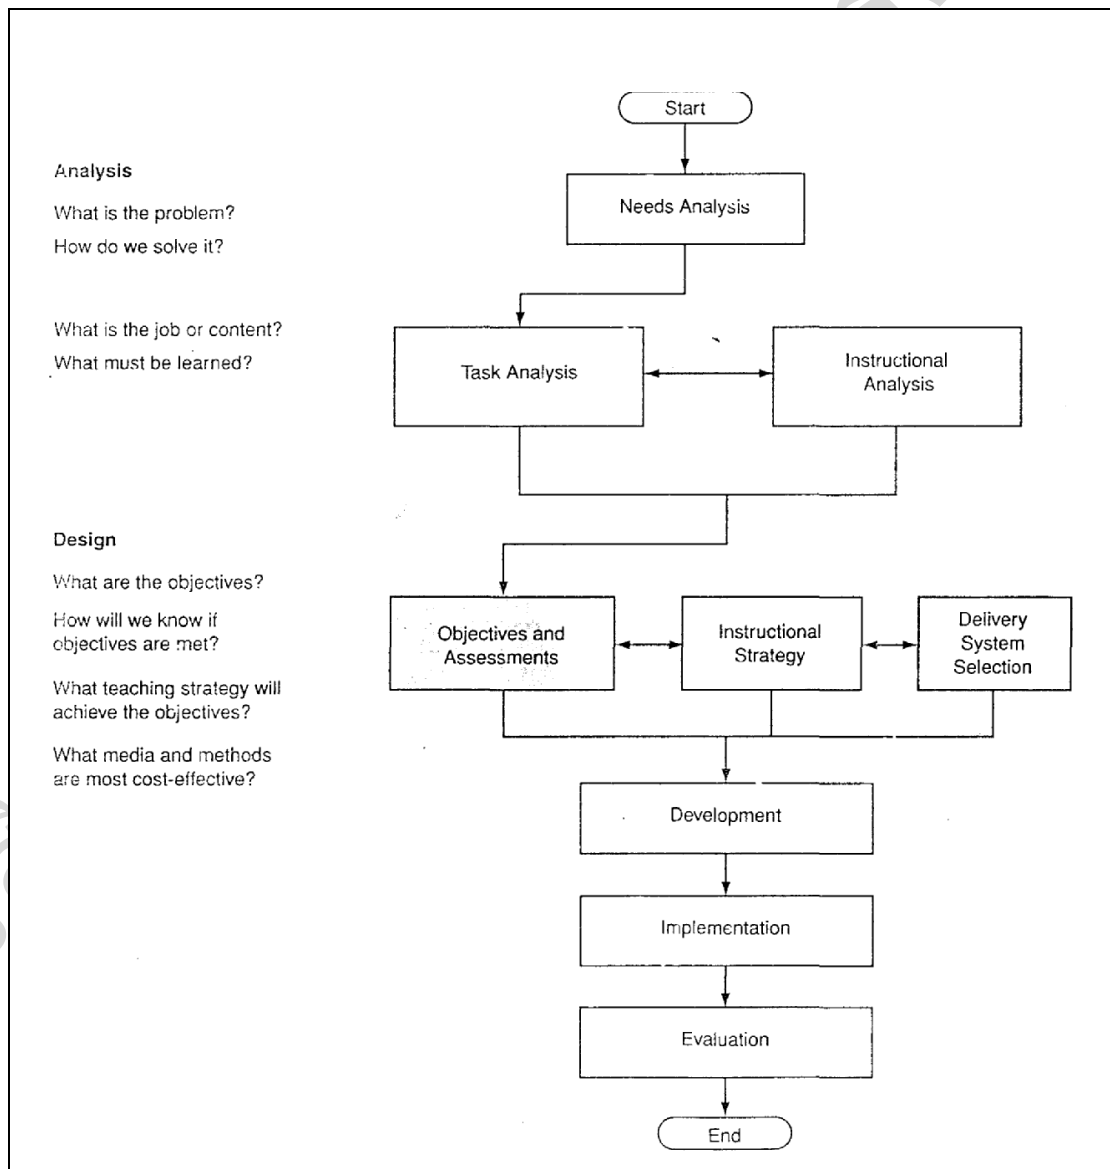 Start
Analysis
What is the problem?
How do we solve it?
Needs Analysis
What is the job or content?
What must be learned?
Task Analysis
Instructional
Analysis
Design
What are the objectives?
How will we know if
objectives are met?
What teaching strategy will
achieve the objectives?
What media and methods
are most cost-effective?
Objectives and
Assessments
Instructional
Strategy
Delivery
System
Selection
Development
Implementation
Evaluation
End